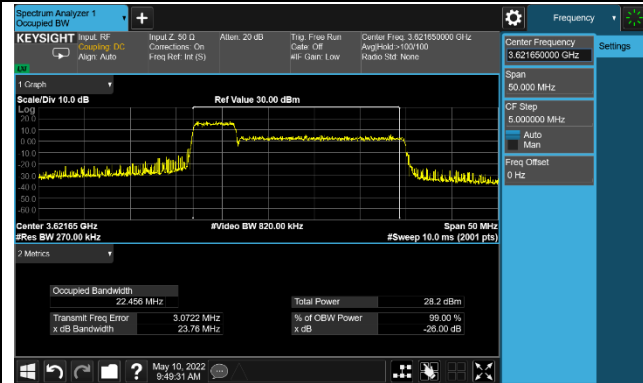 Spectrum Analyzer 1
Occupied BW
Frequency
KEYSIGHT
Input: RF
Coupling: DC
Align: Auto
Input Z: 50 Ω
Corrections: On
Freq Ref: Int (S)
Atten: 20 dB
Trig: Free Run
Gate: Off
#IF Gain: Low
Center Freq: 3.621650000 GHz
Avg|Hold:>100/100
Radio Std: None
LXI
Center Frequency
3.621650000 GHz
Settings
Span
50.000 MHz
CF Step
5.000000 MHz
Auto
Man
Freq Offset
0 Hz
1 Graph
Scale/Div 10.0 dB
Ref Value 30.00 dBm
Log
20.0
10.0
0.00
-10.0
-20.0
-30.0
-40.0
-50.0
-60.0
Center 3.62165 GHz
#Video BW 820.00 kHz
Span 50 MHz
#Res BW 270.00 kHz
#Sweep 10.0 ms (2001 pts)
2 Metrics
Occupied Bandwidth
22.456 MHz
Total Power
28.2 dBm
Transmit Freq Error
3.0722 MHz
% of OBW Power
99.00 %
x dB Bandwidth
23.76 MHz
x dB
-26.00 dB
May 10, 2022
9:49:31 AM